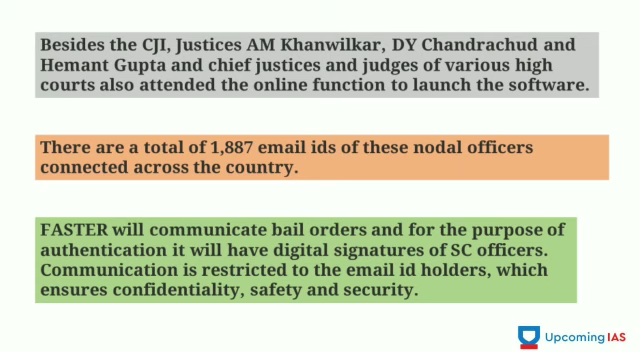 Besides the CJI, Justices AM Khanwilkar, DY Chandrachud and
Hemant Gupta and chief justices and judges of various high
courts also attended the online function to launch the software.
There are a total of 1,887 email ids of these nodal officers
connected across the country.
FASTER will communicate bail orders and for the purpose of
authentication it will have digital signatures of SC officers.
Communication is restricted to the email id holders, which
ensures confidentiality, safety and security.
Upcoming IAS